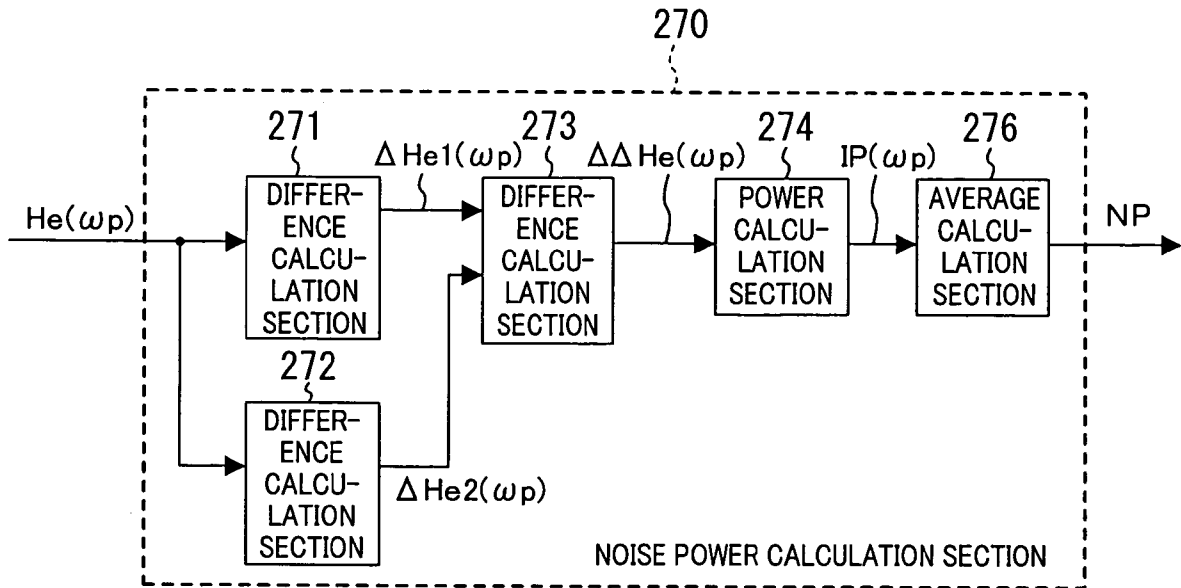 270
271
273
274
276
ΔHe1(ωp)
ΔΔHe(ωp)
IP(ωp)
He(ωp)
DIFFER-
ENCE
CALCU-
LATION
SECTION
DIFFER-
ENCE
CALCU-
LATION
SECTION
POWER
CALCU-
LATION
SECTION
AVERAGE
CALCU-
LATION
SECTION
NP
272
DIFFER-
ENCE
CALCU-
LATION
SECTION
ΔHe2(ωp)
NOISE POWER CALCULATION SECTION